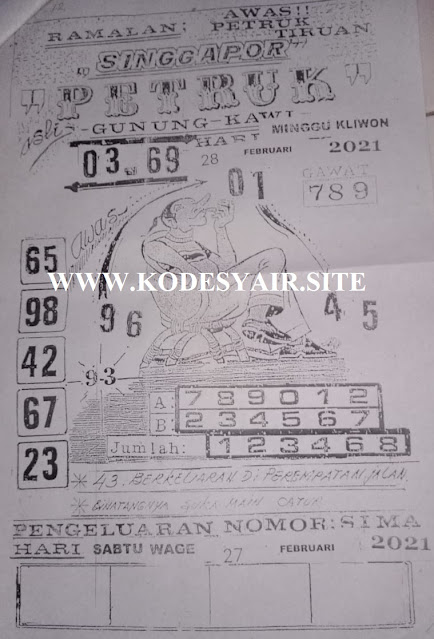 AWAS!!
RAMALAN; PETRUK
TIRUAN
"SINGGAPOR"
"PETRUK"
asli - GUNUNG - KAWI -
HARI MINGGU KLIWON
03.69 28 FEBRUARI 2021
01 GAWAT
789
awas
65
WWW.KODESYAIR.SITE
98 96 45
42
93
67
A: 789012
B: 234567
23
Jumlah: 123468
* 43. BERKELIARAN DI PEREMPATAN JALAN
* BINATANGNYA SUKA MAIN CATUR
PENGELUARAN NOMOR: SIMA
HARI SABTU WAGE 27 FEBRUARI 2021